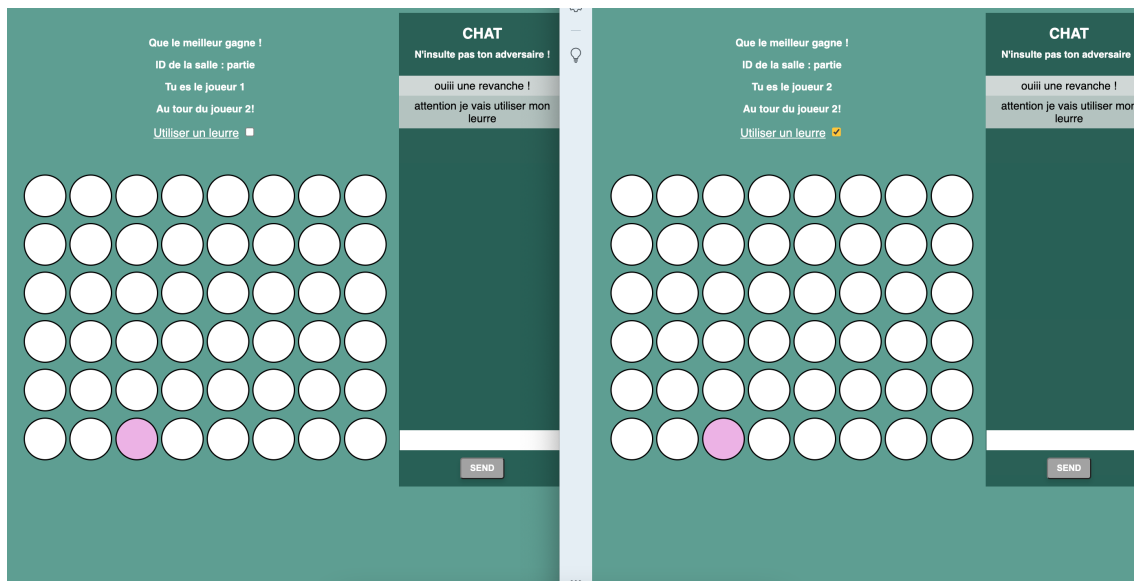 Que le meilleur gagne !
ID de la salle : partie
Tu es le joueur 1
Au tour du joueur 2!
Utiliser un leurre
CHAT
N'insulte pas ton adversaire !
ouiii une revanche !
attention je vais utiliser mon
leurre
SEND
Que le meilleur gagne !
ID de la salle : partie
Tu es le joueur 2
Au tour du joueur 2!
Utiliser un leurre
CHAT
N'insulte pas ton adversaire
ouiii une revanche !
attention je vais utiliser mon
leurre
SEND